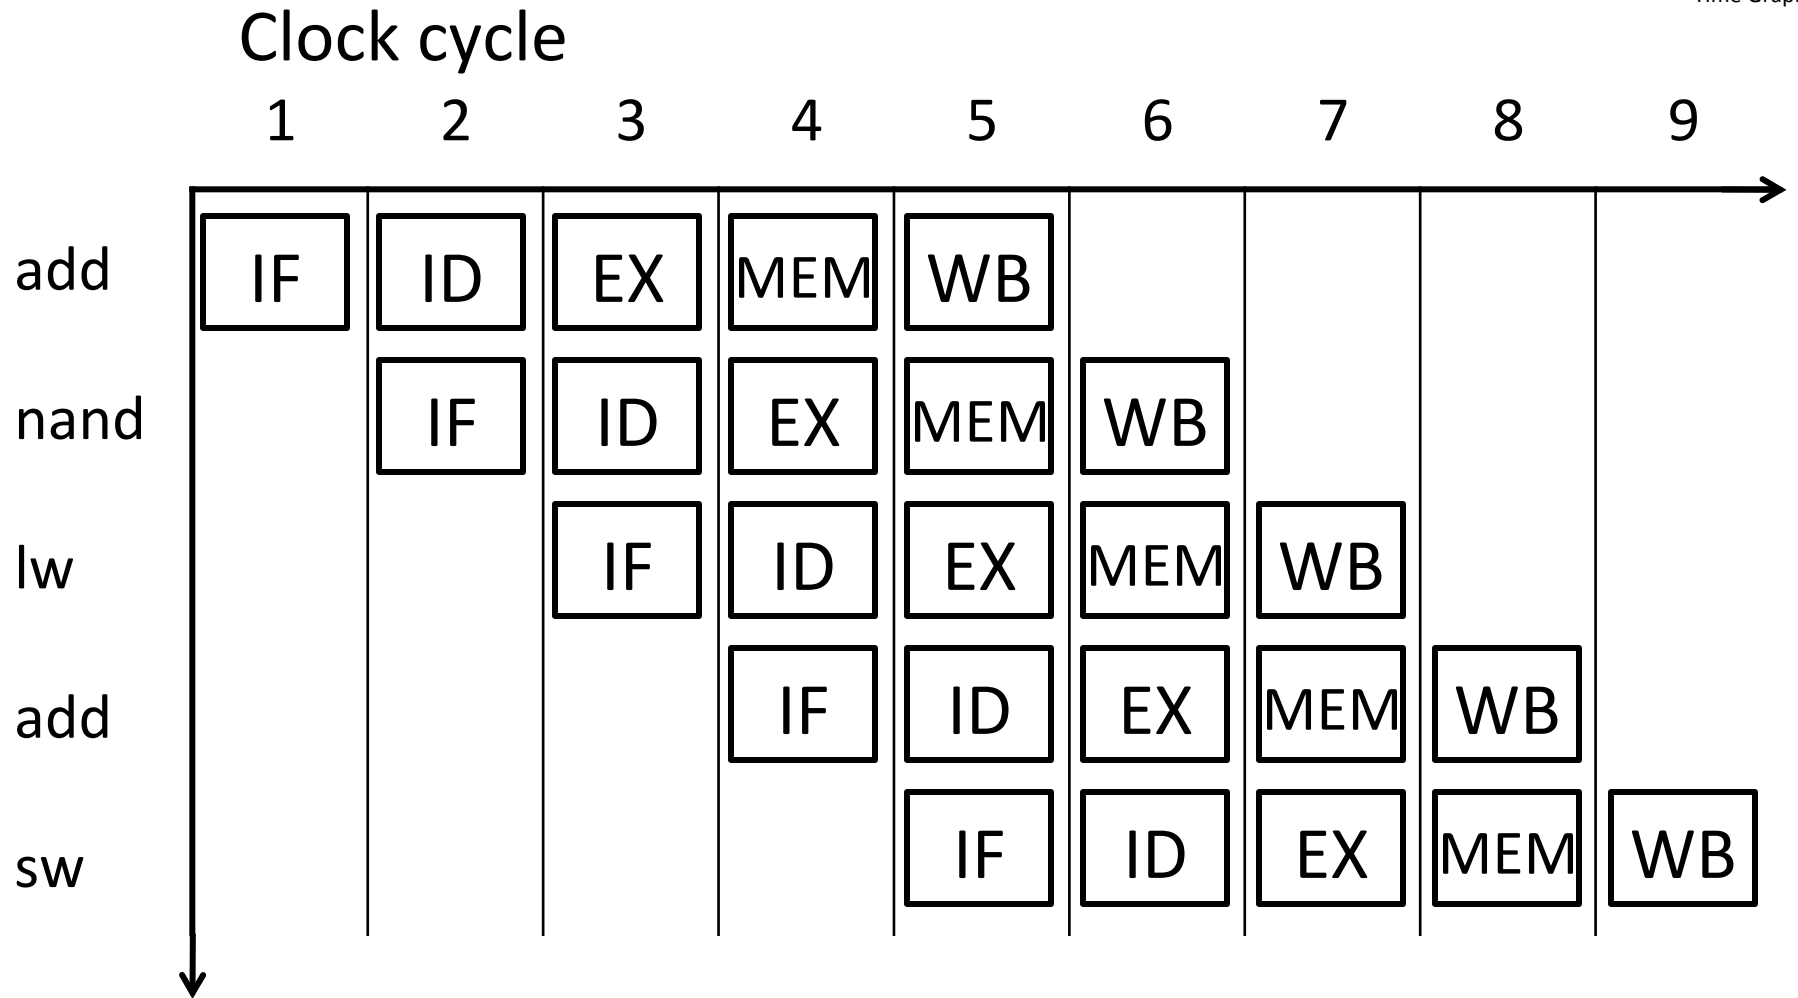 Time Graph
Clock cycle
1 2 3 4 5 6 7 8 9
add IF ID EX MEM WB
nand IF ID EX MEM WB
lw IF ID EX MEM WB
add IF ID EX MEM WB
sw IF ID EX MEM WB